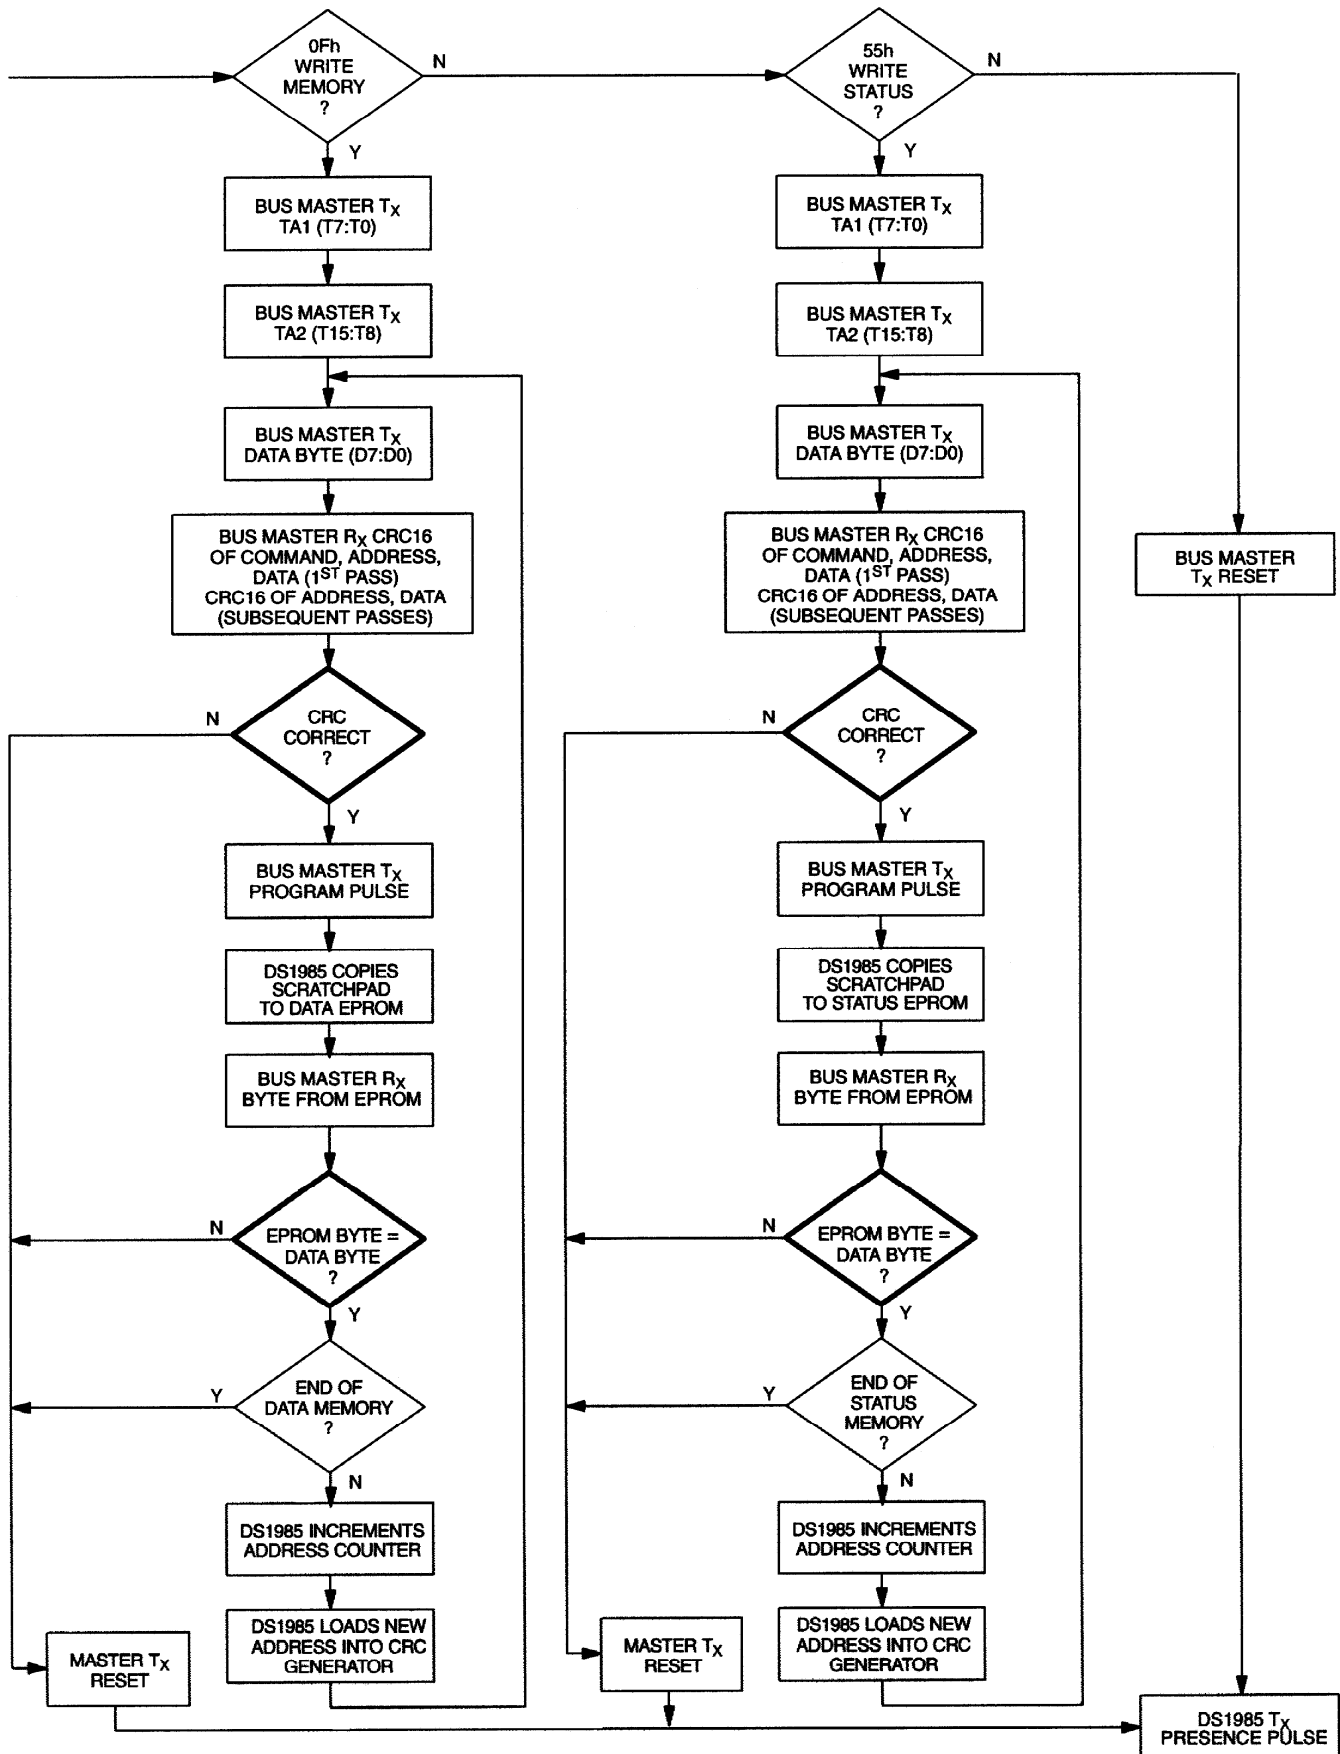 0Fh
WRITE
MEMORY
?
N
Y
BUS MASTER TX
TA1 (T7:T0)
BUS MASTER TX
TA2 (T15:T8)
BUS MASTER TX
DATA BYTE (D7:D0)
BUS MASTER RX CRC16
OF COMMAND, ADDRESS,
DATA (1ST PASS)
CRC16 OF ADDRESS, DATA
(SUBSEQUENT PASSES)
N
CRC
CORRECT
?
Y
BUS MASTER TX
PROGRAM PULSE
DS1985 COPIES
SCRATCHPAD
TO DATA EPROM
BUS MASTER RX
BYTE FROM EPROM
N
EPROM BYTE =
DATA BYTE
?
Y
Y
END OF
DATA MEMORY
?
N
DS1985 INCREMENTS
ADDRESS COUNTER
DS1985 LOADS NEW
ADDRESS INTO CRC
GENERATOR
MASTER TX
RESET
55h
WRITE
STATUS
?
N
Y
BUS MASTER TX
TA1 (T7:T0)
BUS MASTER TX
TA2 (T15:T8)
BUS MASTER TX
DATA BYTE (D7:D0)
BUS MASTER RX CRC16
OF COMMAND, ADDRESS,
DATA (1ST PASS)
CRC16 OF ADDRESS, DATA
(SUBSEQUENT PASSES)
N
CRC
CORRECT
?
Y
BUS MASTER TX
PROGRAM PULSE
DS1985 COPIES
SCRATCHPAD
TO STATUS EPROM
BUS MASTER RX
BYTE FROM EPROM
N
EPROM BYTE =
DATA BYTE
?
Y
Y
END OF
STATUS
MEMORY
?
N
DS1985 INCREMENTS
ADDRESS COUNTER
DS1985 LOADS NEW
ADDRESS INTO CRC
GENERATOR
MASTER TX
RESET
BUS MASTER
TX RESET
DS1985 TX
PRESENCE PULSE